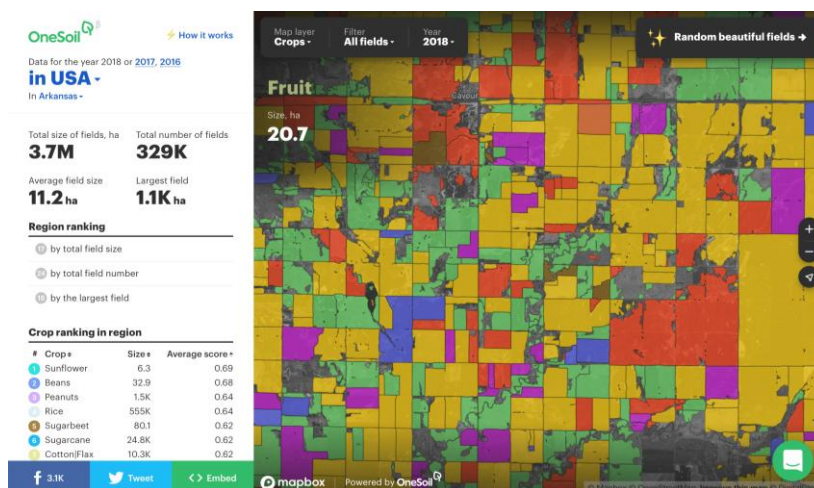 OneSoil β
⚡ How it works
Data for the year 2018 or 2017, 2016
in USA
In Arkansas
Total size of fields, ha
Total number of fields
3.7M
329K
Average field size
Largest field
11.2 ha
1.1K ha
Region ranking
by total field size
by total field number
by the largest field
Crop ranking in region
# Crop Size Average score
1 Sunflower 6.3 0.69
2 Beans 32.9 0.68
3 Peanuts 1.5K 0.64
4 Rice 555K 0.64
5 Sugarbeet 80.1 0.62
6 Sugarcane 24.8K 0.62
7 Cotton|Flax 10.3K 0.62
f 3.1K
Tweet
<> Embed
Map layer
Crops
Filter
All fields
Year
2018
Random beautiful fields →
Fruit
Size, ha
20.7
Cavour
+
−
mapbox
Powered by OneSoil